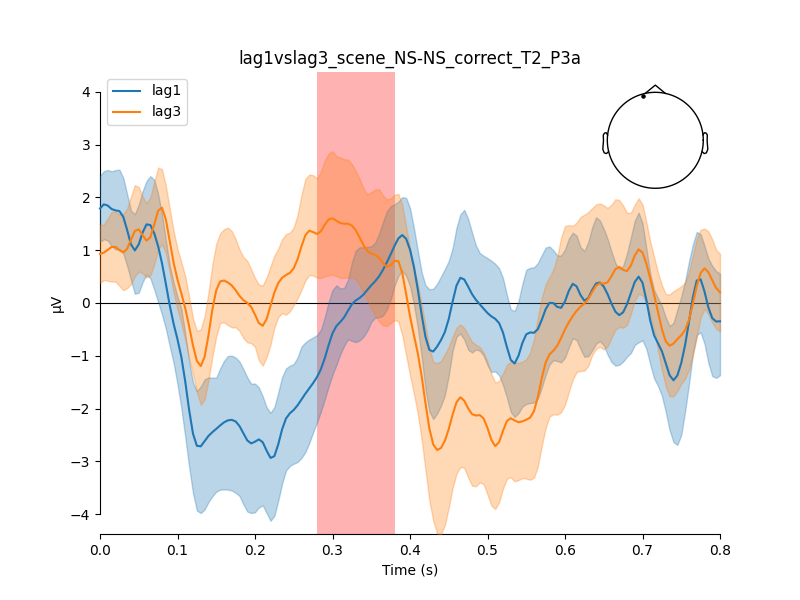 lag1vslag3_scene_NS-NS_correct_T2_P3a
lag1
lag3
4
3
2
1
0
−1
−2
−3
−4
µV
0.0 0.1 0.2 0.3 0.4 0.5 0.6 0.7 0.8
Time (s)